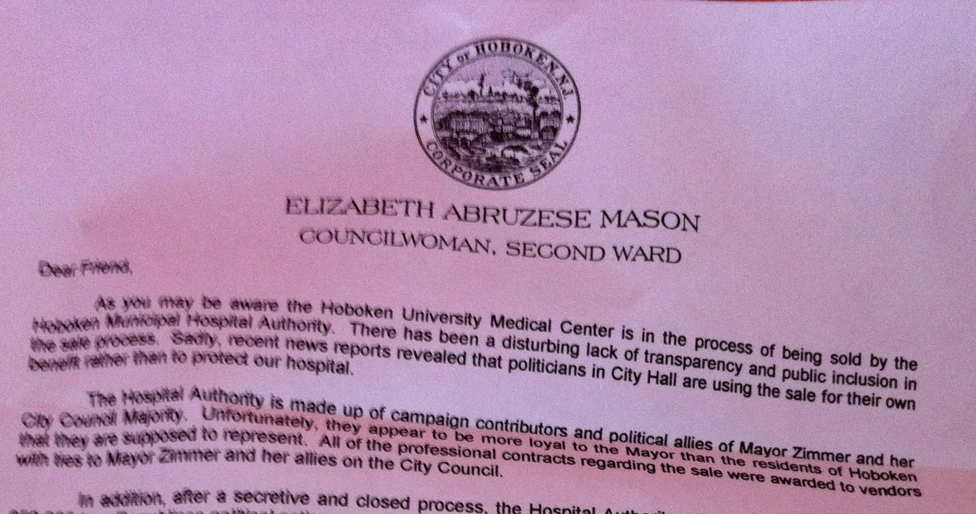 CITY OF HOBOKEN, N.J.
CORPORATE SEAL
ELIZABETH ABRUZESE MASON
COUNCILWOMAN, SECOND WARD
Dear Friend,
As you may be aware the Hoboken University Medical Center is in the process of being sold by the
Hoboken Municipal Hospital Authority. There has been a disturbing lack of transparency and public inclusion in
the sale process. Sadly, recent news reports revealed that politicians in City Hall are using the sale for their own
benefit rather than to protect our hospital.
The Hospital Authority is made up of campaign contributors and political allies of Mayor Zimmer and her
City Council Majority. Unfortunately, they appear to be more loyal to the Mayor than the residents of Hoboken
that they are supposed to represent. All of the professional contracts regarding the sale were awarded to vendors
with ties to Mayor Zimmer and her allies on the City Council.
In addition, after a secretive and closed process, the Hospital